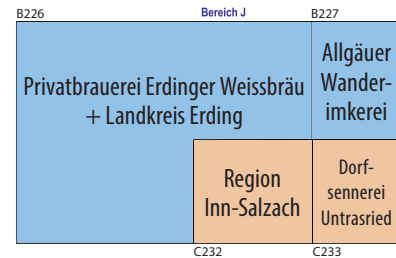 B226 Bereich J B227
Privatbrauerei Erdinger Weissbräu
+ Landkreis Erding
Allgäuer
Wander-
imkerei
Region
Inn-Salzach
Dorf-
sennerei
Untrasried
C232 C233